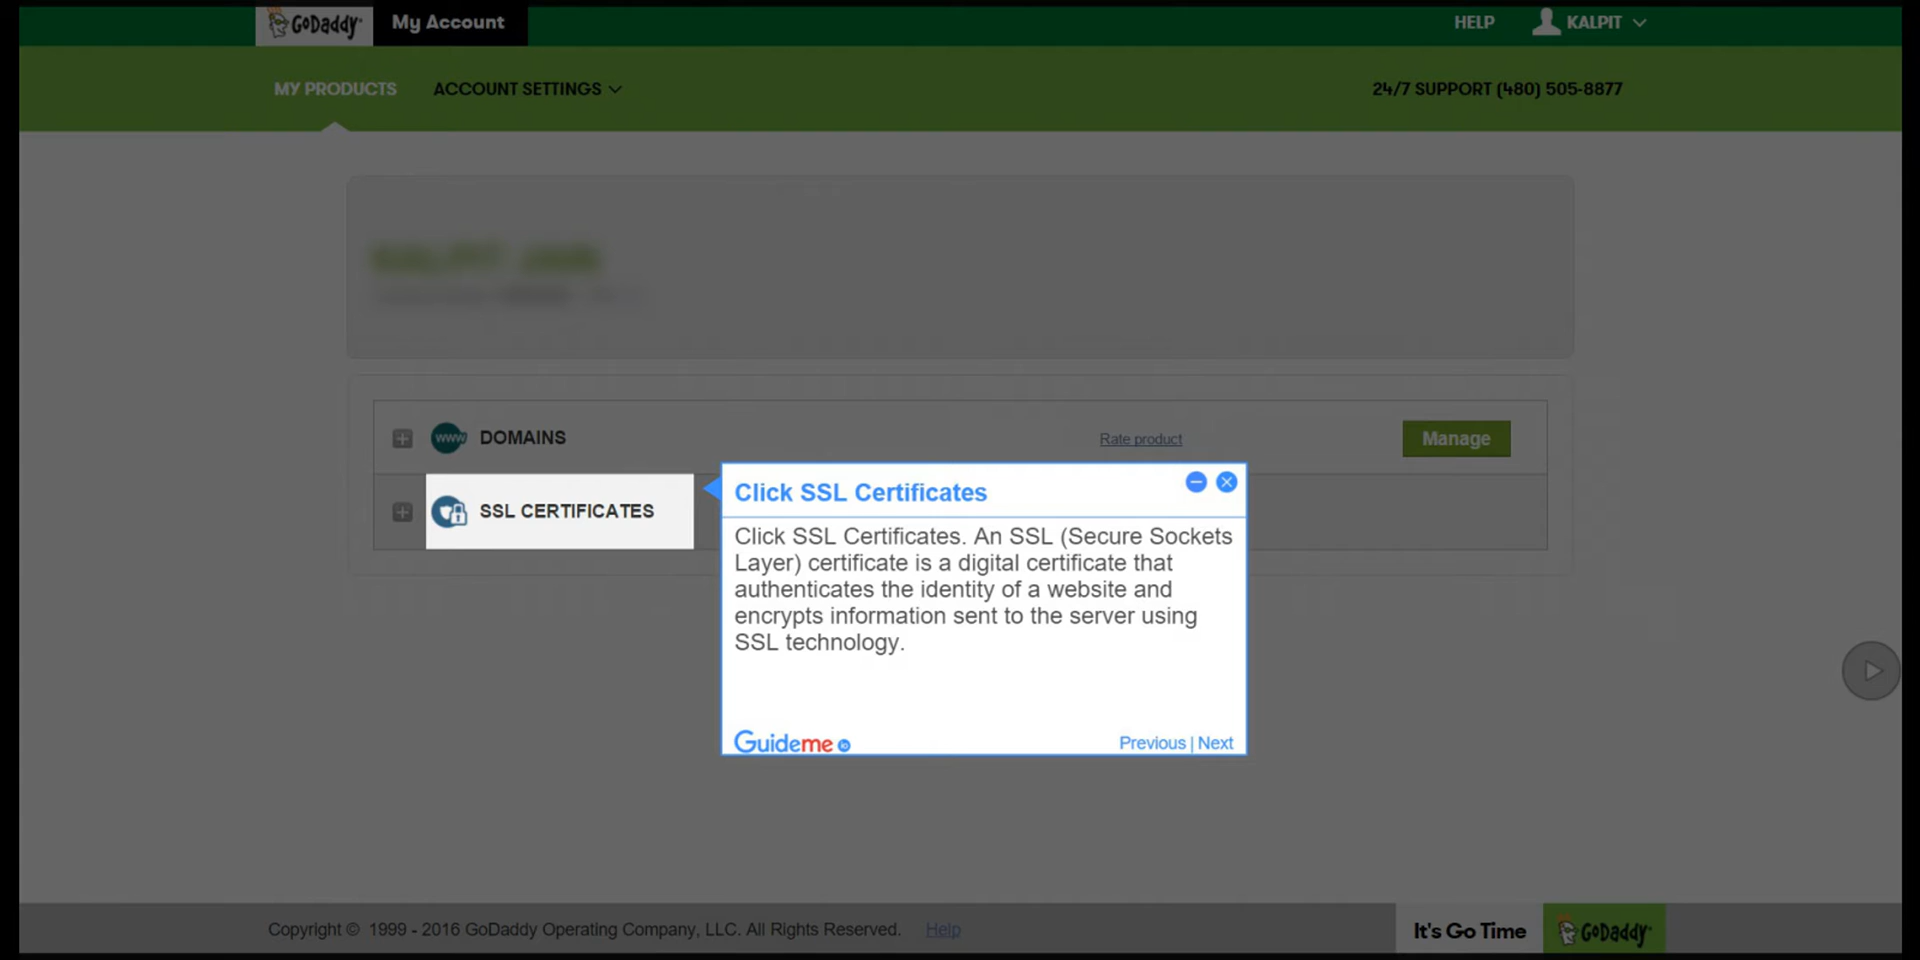 GoDaddy
My Account
HELP
KALPIT
MY PRODUCTS
ACCOUNT SETTINGS
24/7 SUPPORT (480) 505-8877
www
DOMAINS
Rate product
Manage
SSL CERTIFICATES
Click SSL Certificates
Click SSL Certificates. An SSL (Secure Sockets
Layer) certificate is a digital certificate that
authenticates the identity of a website and
encrypts information sent to the server using
SSL technology.
Guideme io
Previous | Next
Copyright © 1999 - 2016 GoDaddy Operating Company, LLC. All Rights Reserved.
Help
It's Go Time
GoDaddy